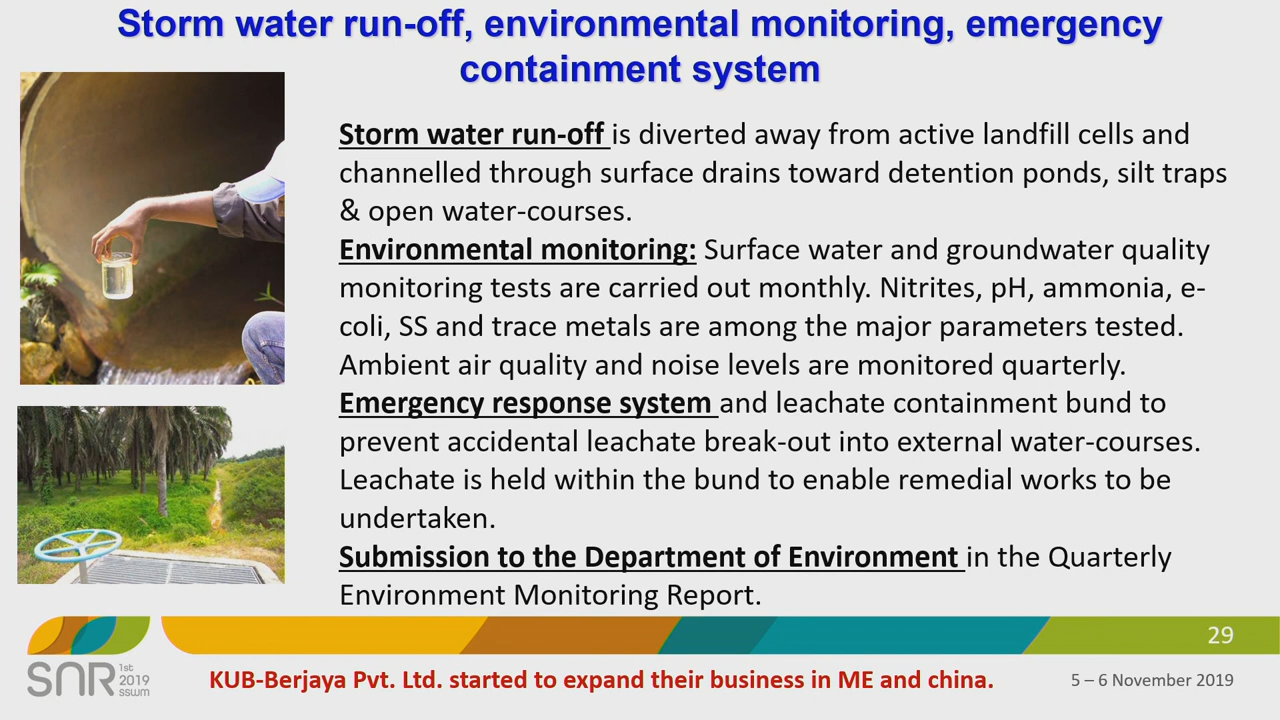 Storm water run-off, environmental monitoring, emergency
containment system
Storm water run-off is diverted away from active landfill cells and
channelled through surface drains toward detention ponds, silt traps
& open water-courses.
Environmental monitoring: Surface water and groundwater quality
monitoring tests are carried out monthly. Nitrites, pH, ammonia, e-
coli, SS and trace metals are among the major parameters tested.
Ambient air quality and noise levels are monitored quarterly.
Emergency response system and leachate containment bund to
prevent accidental leachate break-out into external water-courses.
Leachate is held within the bund to enable remedial works to be
undertaken.
Submission to the Department of Environment in the Quarterly
Environment Monitoring Report.
29
SNR
1st
2019
sswm
KUB-Berjaya Pvt. Ltd. started to expand their business in ME and china.
5 – 6 November 2019